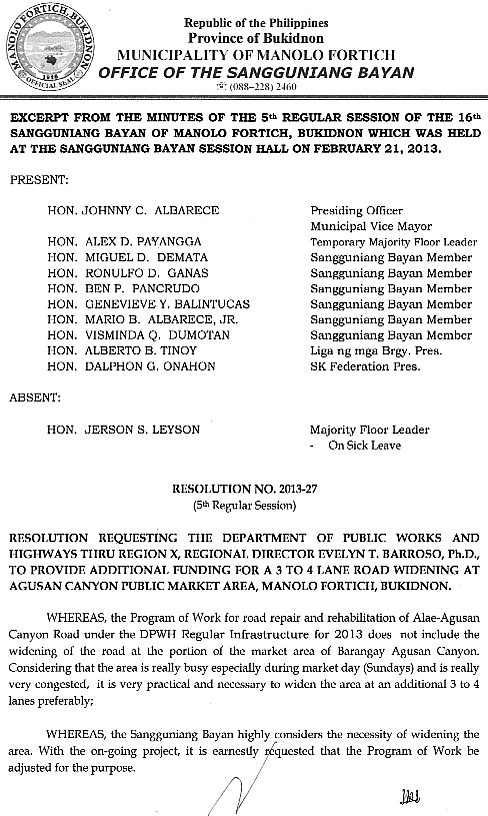 Republic of the Philippines
Province of Bukidnon
MUNICIPALITY OF MANOLO FORTICH
OFFICE OF THE SANGGUNIANG BAYAN
☏ (088–228) 2460
MANOLO FORTICH, BUKIDNON
OFFICIAL SEAL
EXCERPT FROM THE MINUTES OF THE 5th REGULAR SESSION OF THE 16th
SANGGUNIANG BAYAN OF MANOLO FORTICH, BUKIDNON WHICH WAS HELD
AT THE SANGGUNIANG BAYAN SESSION HALL ON FEBRUARY 21, 2013.
PRESENT:
HON. JOHNNY C. ALBARECE Presiding Officer
Municipal Vice Mayor
HON. ALEX D. PAYANGGA Temporary Majority Floor Leader
HON. MIGUEL D. DEMATA Sangguniang Bayan Member
HON. RONULFO D. GANAS Sangguniang Bayan Member
HON. BEN P. PANCRUDO Sangguniang Bayan Member
HON. GENEVIEVE Y. BALINTUCAS Sangguniang Bayan Member
HON. MARIO B. ALBARECE, JR. Sangguniang Bayan Member
HON. VISMINDA Q. DUMOTAN Sangguniang Bayan Member
HON. ALBERTO B. TINOY Liga ng mga Brgy. Pres.
HON. DALPHON G. ONAHON SK Federation Pres.
ABSENT:
HON. JERSON S. LEYSON Majority Floor Leader
- On Sick Leave
RESOLUTION NO. 2013-27
(5th Regular Session)
RESOLUTION REQUESTING THE DEPARTMENT OF PUBLIC WORKS AND
HIGHWAYS THRU REGION X, REGIONAL DIRECTOR EVELYN T. BARROSO, Ph.D.,
TO PROVIDE ADDITIONAL FUNDING FOR A 3 TO 4 LANE ROAD WIDENING AT
AGUSAN CANYON PUBLIC MARKET AREA, MANOLO FORTICH, BUKIDNON.
WHEREAS, the Program of Work for road repair and rehabilitation of Alae-Agusan
Canyon Road under the DPWH Regular Infrastructure for 2013 does not include the
widening of the road at the portion of the market area of Barangay Agusan Canyon.
Considering that the area is really busy especially during market day (Sundays) and is really
very congested, it is very practical and necessary to widen the area at an additional 3 to 4
lanes preferably;
WHEREAS, the Sangguniang Bayan highly considers the necessity of widening the
area. With the on-going project, it is earnestly requested that the Program of Work be
adjusted for the purpose.